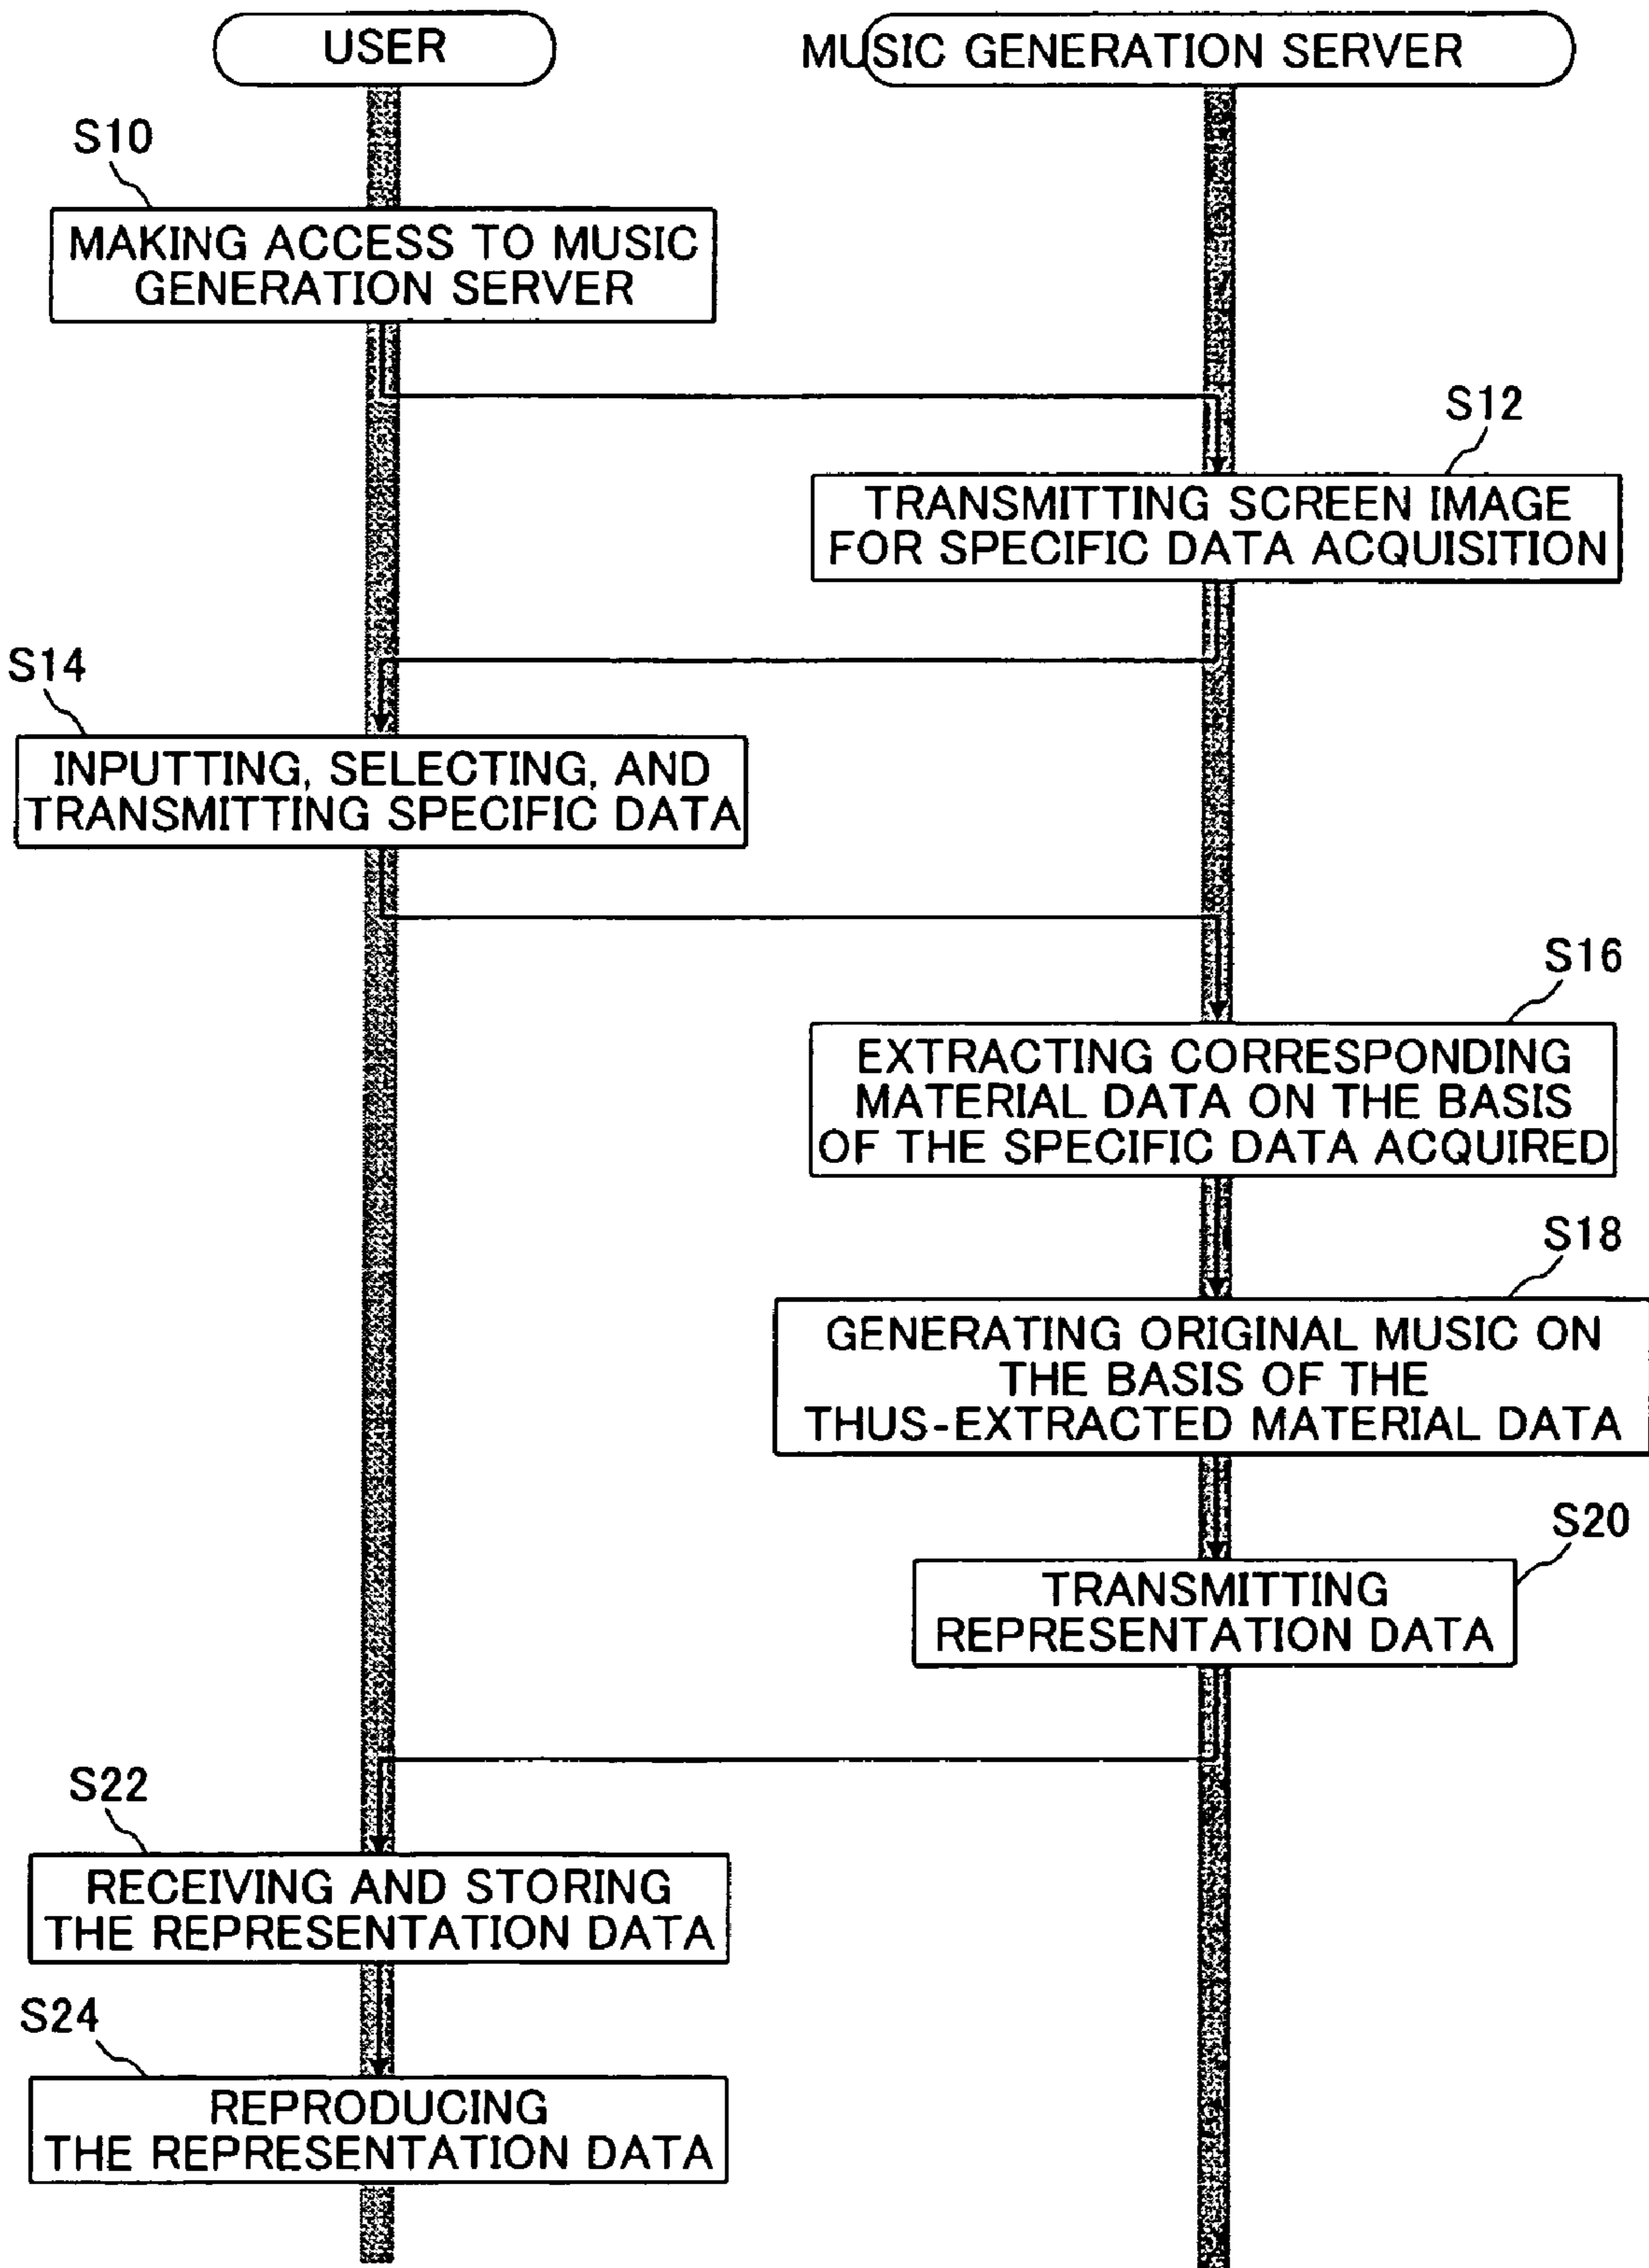 USER
MUSIC GENERATION SERVER
S10
MAKING ACCESS TO MUSIC
GENERATION SERVER
S12
TRANSMITTING SCREEN IMAGE
FOR SPECIFIC DATA ACQUISITION
S14
INPUTTING, SELECTING, AND
TRANSMITTING SPECIFIC DATA
S16
EXTRACTING CORRESPONDING
MATERIAL DATA ON THE BASIS
OF THE SPECIFIC DATA ACQUIRED
S18
GENERATING ORIGINAL MUSIC ON
THE BASIS OF THE
THUS-EXTRACTED MATERIAL DATA
S20
TRANSMITTING
REPRESENTATION DATA
S22
RECEIVING AND STORING
THE REPRESENTATION DATA
S24
REPRODUCING
THE REPRESENTATION DATA